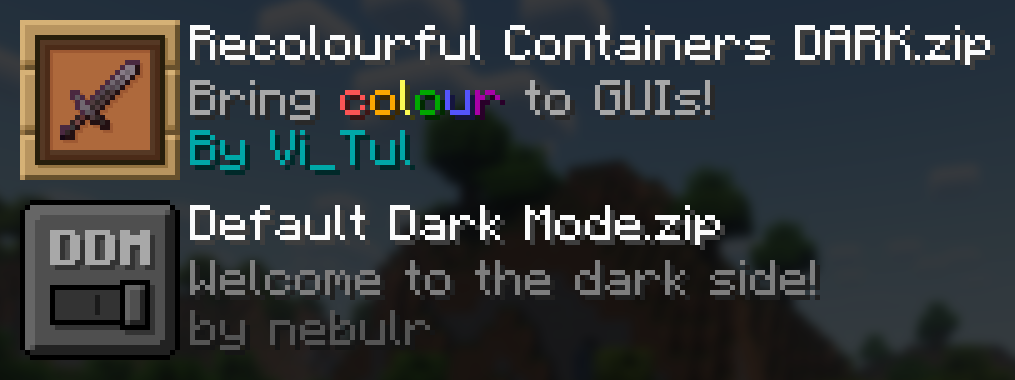 Recolourful Containers DARK.zip
Bring colour to GUIs!
By Vi_Tul
Default Dark Mode.zip
DDM
Welcome to the dark side!
by nebulr